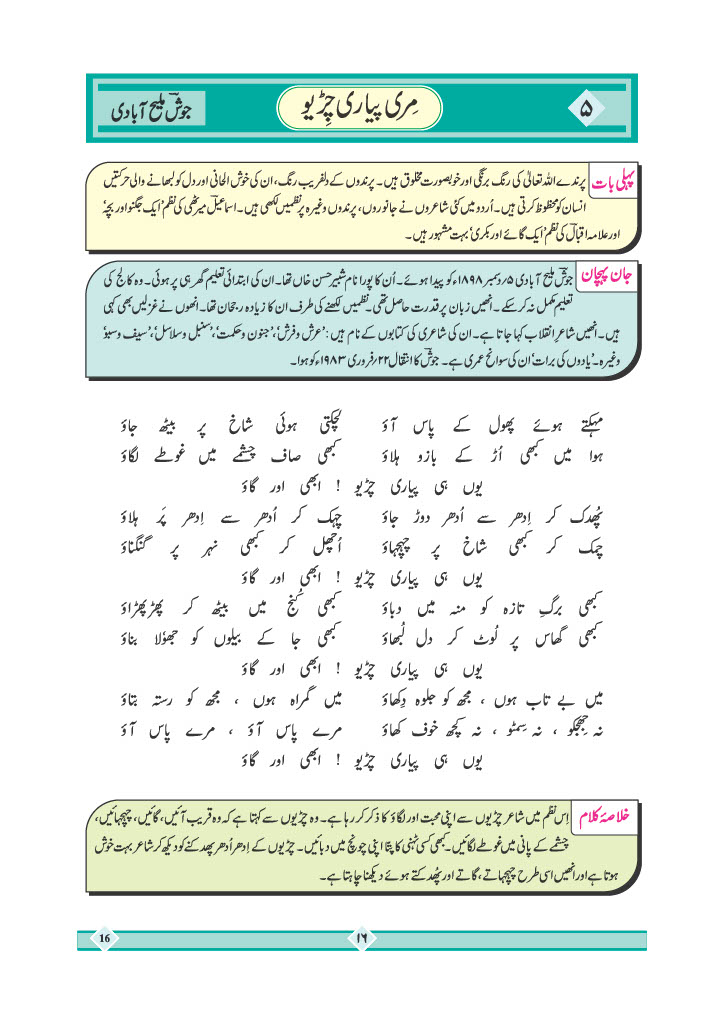 ۵
مِری پیاری چِڑیو
جوشؔ ملیح آبادی
پہلی بات
پرندے اللہ تعالیٰ کی رنگ برنگی اور خوبصورت مخلوق ہیں۔ پرندوں کے دلفریب رنگ، ان کی خوش الحانی اور دل کو لبھانے والی حرکتیں
انسان کو محظوظ کرتی ہیں۔ اُردو میں کئی شاعروں نے جانوروں، پرندوں وغیرہ پر نظمیں لکھی ہیں۔ اسماعیل میرٹھی کی نظم ’ایک جگنو اور بچہ‘
اور علامہ اقبالؔ کی نظم ’ایک گائے اور بکری‘ بہت مشہور ہیں۔
جان پہچان
جوشؔ ملیح آبادی ۵؍دسمبر ۱۸۹۸ء کو پیدا ہوئے۔ اُن کا پورا نام شبیر حسن خاں تھا۔ ان کی ابتدائی تعلیم گھر ہی پر ہوئی۔ وہ کالج کی
تعلیم مکمل نہ کر سکے۔ انھیں زبان پر قدرت حاصل تھی۔ نظمیں لکھنے کی طرف ان کا زیادہ رجحان تھا۔ انھوں نے غزلیں بھی کہی
ہیں۔ انھیں شاعرِ انقلاب کہا جاتا ہے۔ ان کی شاعری کی کتابوں کے نام ہیں: ’عرش و فرش‘، ’جنون و حکمت‘، ’سنبل و سلاسل‘، ’سیف و سبو‘
وغیرہ۔ ’یادوں کی برات‘ ان کی سوانح عمری ہے۔ جوشؔ کا انتقال ۲۲؍فروری ۱۹۸۳ء کو ہوا۔
مہکتے ہوئے پھول کے پاس آؤ لچکتی ہوئی شاخ پر بیٹھ جاؤ
ہوا میں کبھی اُڑ کے بازو ہلاؤ کبھی صاف چشمے میں غوطے لگاؤ
یوں ہی پیاری چڑیو ! ابھی اور گاؤ
پُھدک کر اِدھر سے اُدھر دوڑ جاؤ چہک کر اُدھر سے اِدھر پَر ہلاؤ
چمک کر کبھی شاخ پر چہچہاؤ اُچھل کر کبھی نہر پر گنگناؤ
یوں ہی پیاری چڑیو ! ابھی اور گاؤ
کبھی برگِ تازہ کو منہ میں دباؤ کبھی کُنج میں بیٹھ کر پھڑپھڑاؤ
کبھی گھاس پر لَوٹ کر دل لُبھاؤ کبھی جا کے بیلوں کو جھوٗلا بناؤ
یوں ہی پیاری چڑیو ! ابھی اور گاؤ
میں بے تاب ہوں ، مجھ کو جلوہ دِکھاؤ میں گمراہ ہوں ، مجھ کو رستہ بتاؤ
نہ جھجکو ، نہ سِمٹو ، نہ کچھ خوف کھاؤ مرے پاس آؤ ، مرے پاس آؤ
یوں ہی پیاری چڑیو ! ابھی اور گاؤ
خلاصۂ کلام
اِس نظم میں شاعر چڑیوں سے اپنی محبت اور لگاؤ کا ذکر کر رہا ہے۔ وہ چڑیوں سے کہتا ہے کہ وہ قریب آئیں، گائیں، چہچہائیں،
چشمے کے پانی میں غوطے لگائیں۔ کبھی کسی ٹہنی کا پتا اپنی چونچ میں دبائیں۔ چڑیوں کے اِدھر اُدھر پھدکنے کو دیکھ کر شاعر بہت خوش
ہوتا ہے اور انھیں اسی طرح چہچہاتے، گاتے اور پُھدکتے ہوئے دیکھنا چاہتا ہے۔
۱۶
16